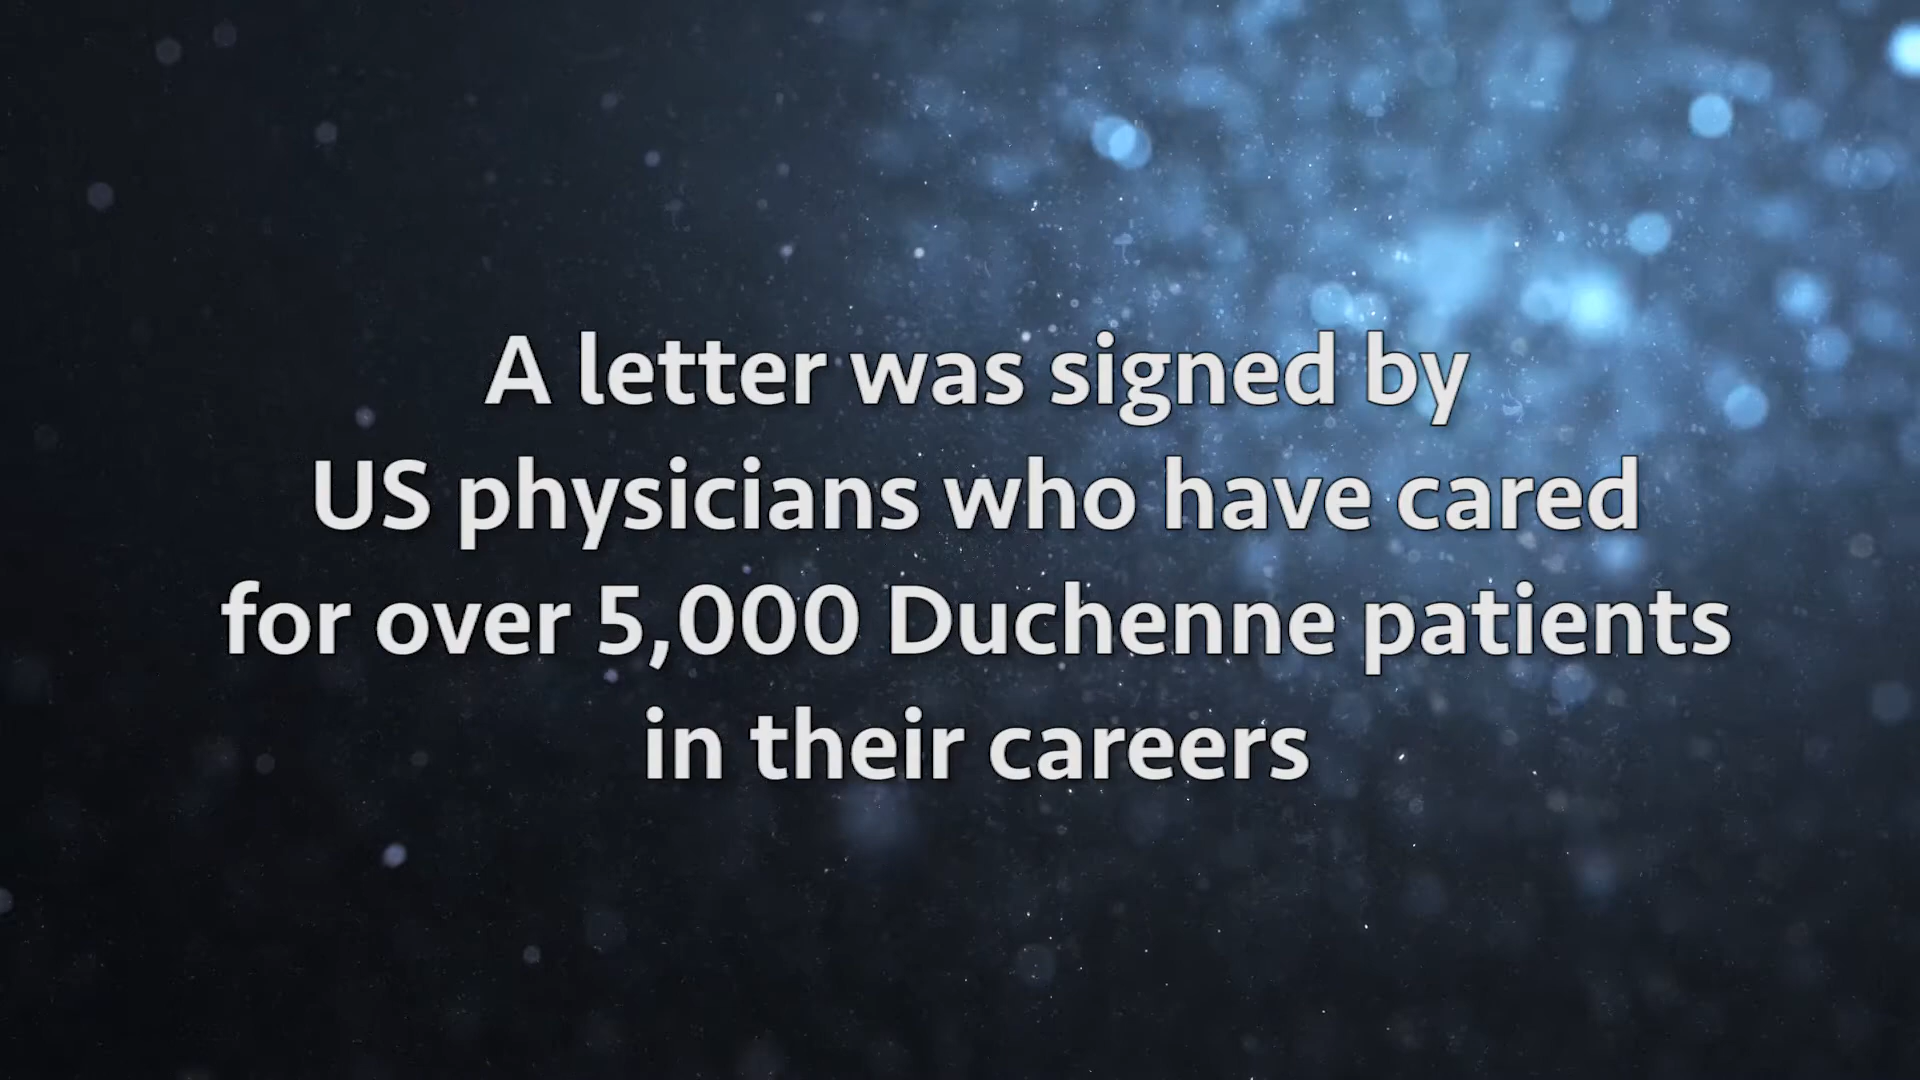 A letter was signed by
US physicians who have cared
for over 5,000 Duchenne patients
in their careers